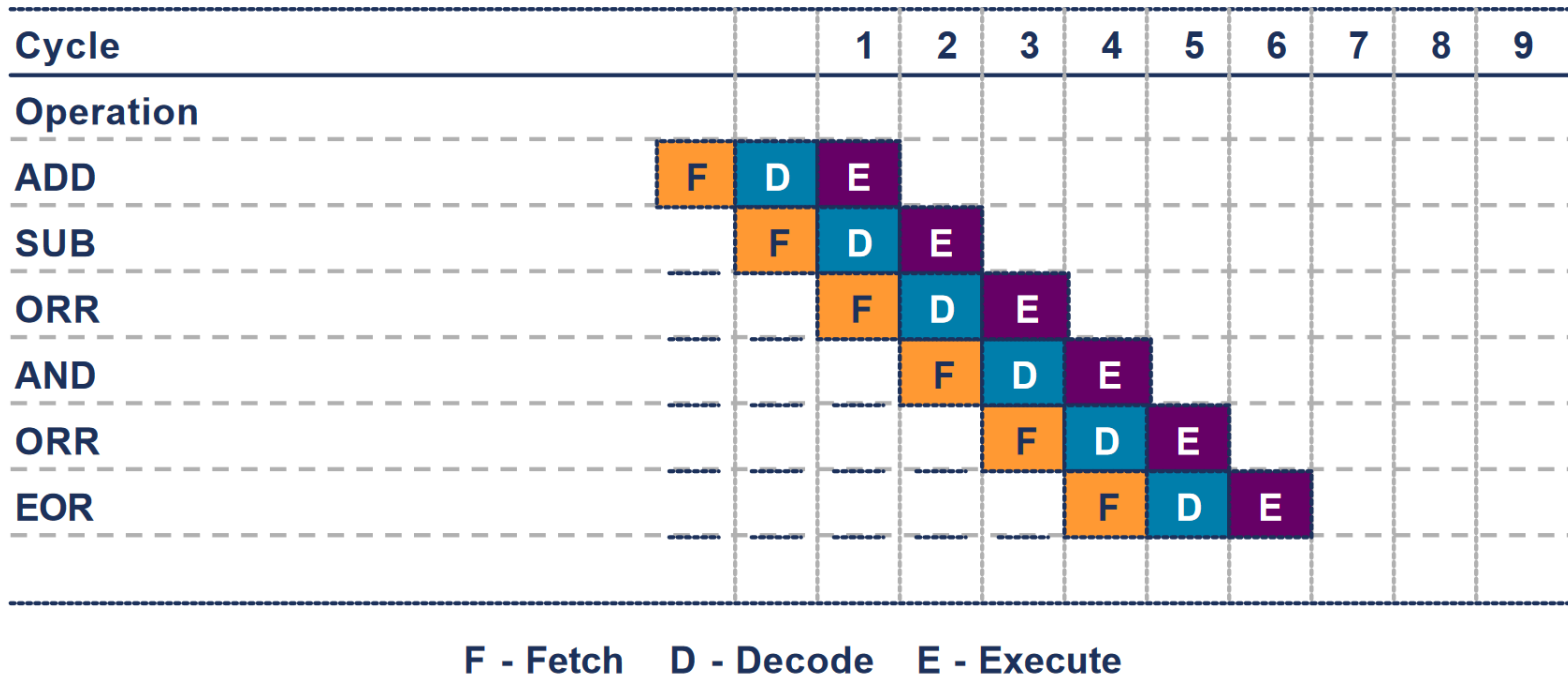 Cycle 1 2 3 4 5 6 7 8 9
Operation
ADD F D E
SUB F D E
ORR F D E
AND F D E
ORR F D E
EOR F D E
F - Fetch D - Decode E - Execute